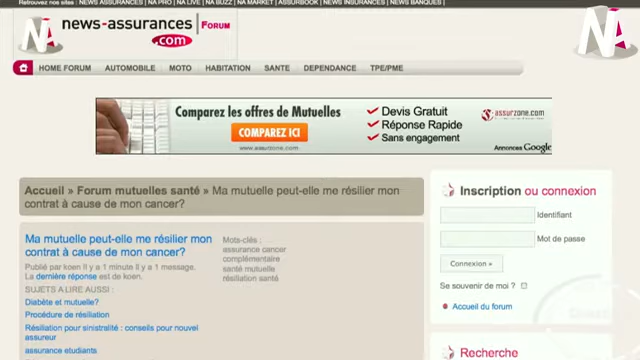 Retrouvez nos sites : NEWS ASSURANCES | NA PRO | NA LIVE | NA BUZZ | NA MARKET | ASSURBOOK | NEWS INSURANCES | NEWS BANQUES |
NA
news-assurances
.com
FORUM
NA
HOME FORUM AUTOMOBILE MOTO HABITATION SANTE DEPENDANCE TPE/PME
Comparez les offres de Mutuelles
COMPAREZ ICI
www.assurzone.com
Devis Gratuit
Réponse Rapide
Sans engagement
assurzone.com
Annonces Google
Accueil » Forum mutuelles santé » Ma mutuelle peut-elle me résilier mon
contrat à cause de mon cancer?
Ma mutuelle peut-elle me résilier mon
contrat à cause de mon cancer?
Publié par koen Il y a 1 minute Il y a 1 message.
La dernière réponse est de koen.
SUJETS A LIRE AUSSI :
Diabète et mutuelle?
Procédure de résiliation
Résiliation pour sinistralité : conseils pour nouvel
assureur
assurance etudiants
Mots-clés :
assurance cancer
complémentaire
santé mutuelle
résiliation santé
Inscription ou connexion
Identifiant
Mot de passe
Connexion »
Se souvenir de moi ?
Accueil du forum
Recherche